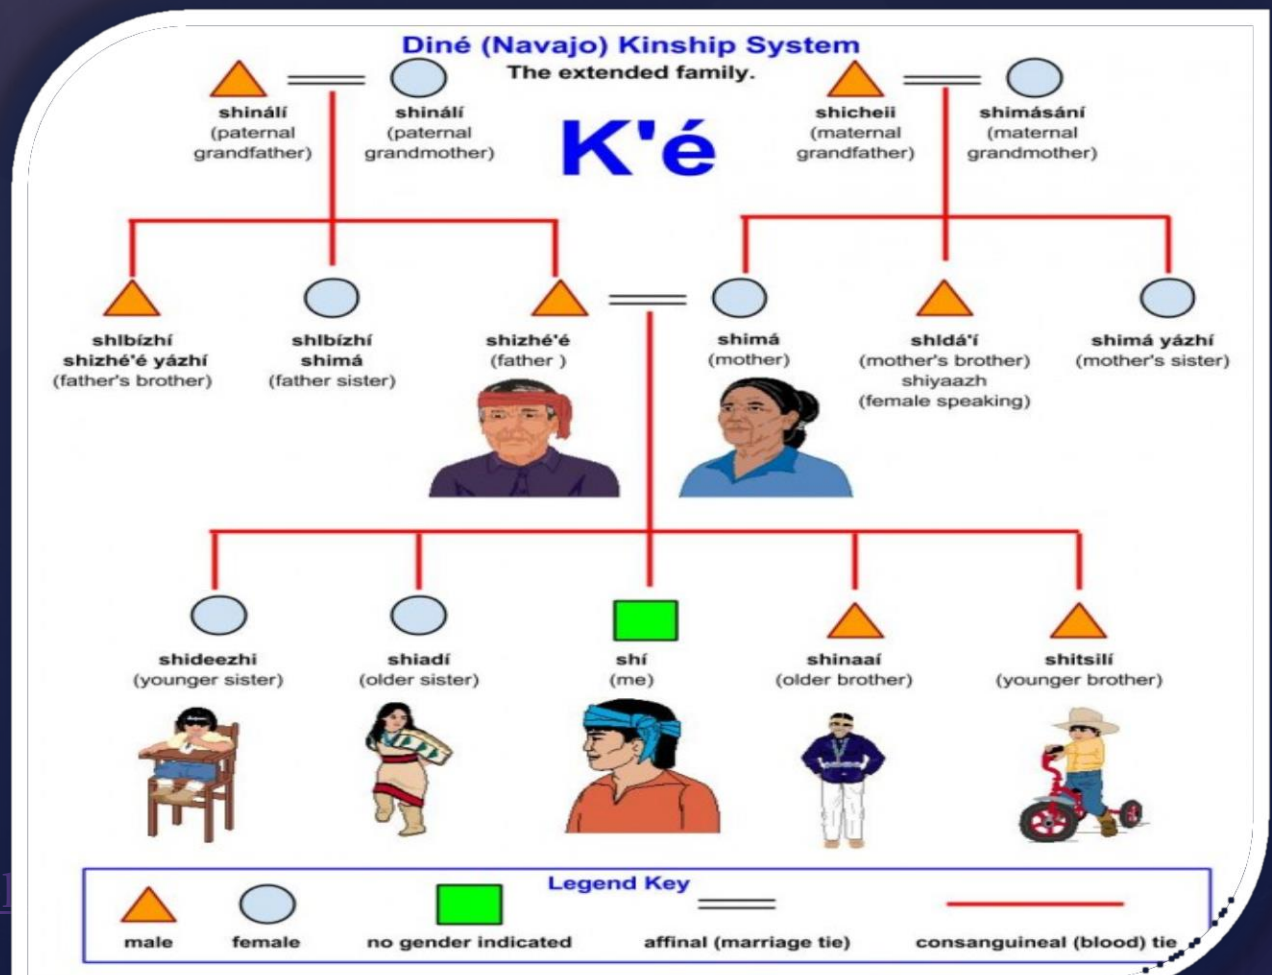 Diné (Navajo) Kinship System
The extended family.
K'é
shinálí
(paternal
grandfather)
shinálí
(paternal
grandmother)
shicheii
(maternal
grandfather)
shimásání
(maternal
grandmother)
shlbízhí
shizhé'é yázhí
(father's brother)
shlbízhí
shimá
(father sister)
shizhé'é
(father )
shimá
(mother)
shldá'í
(mother's brother)
shiyaazh
(female speaking)
shimá yázhí
(mother's sister)
shideezhi
(younger sister)
shiadí
(older sister)
shí
(me)
shinaaí
(older brother)
shitsilí
(younger brother)
Legend Key
male
female
no gender indicated
affinal (marriage tie)
consanguineal (blood) tie